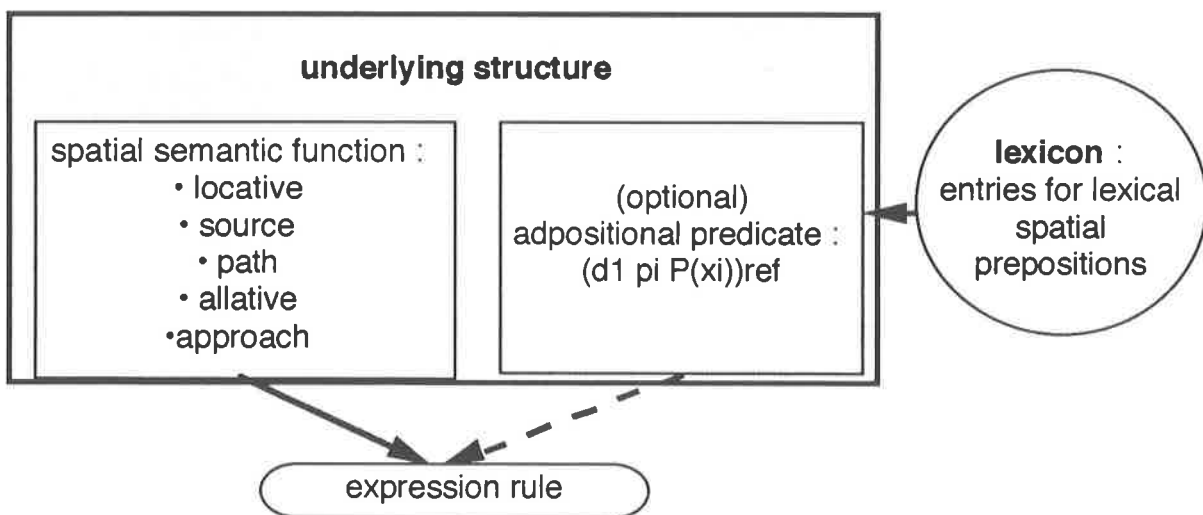 underlying structure
spatial semantic function :
• locative
• source
• path
• allative
•approach
(optional)
adpositional predicate :
(d1 pi P(xi))ref
lexicon :
entries for lexical
spatial
prepositions
expression rule